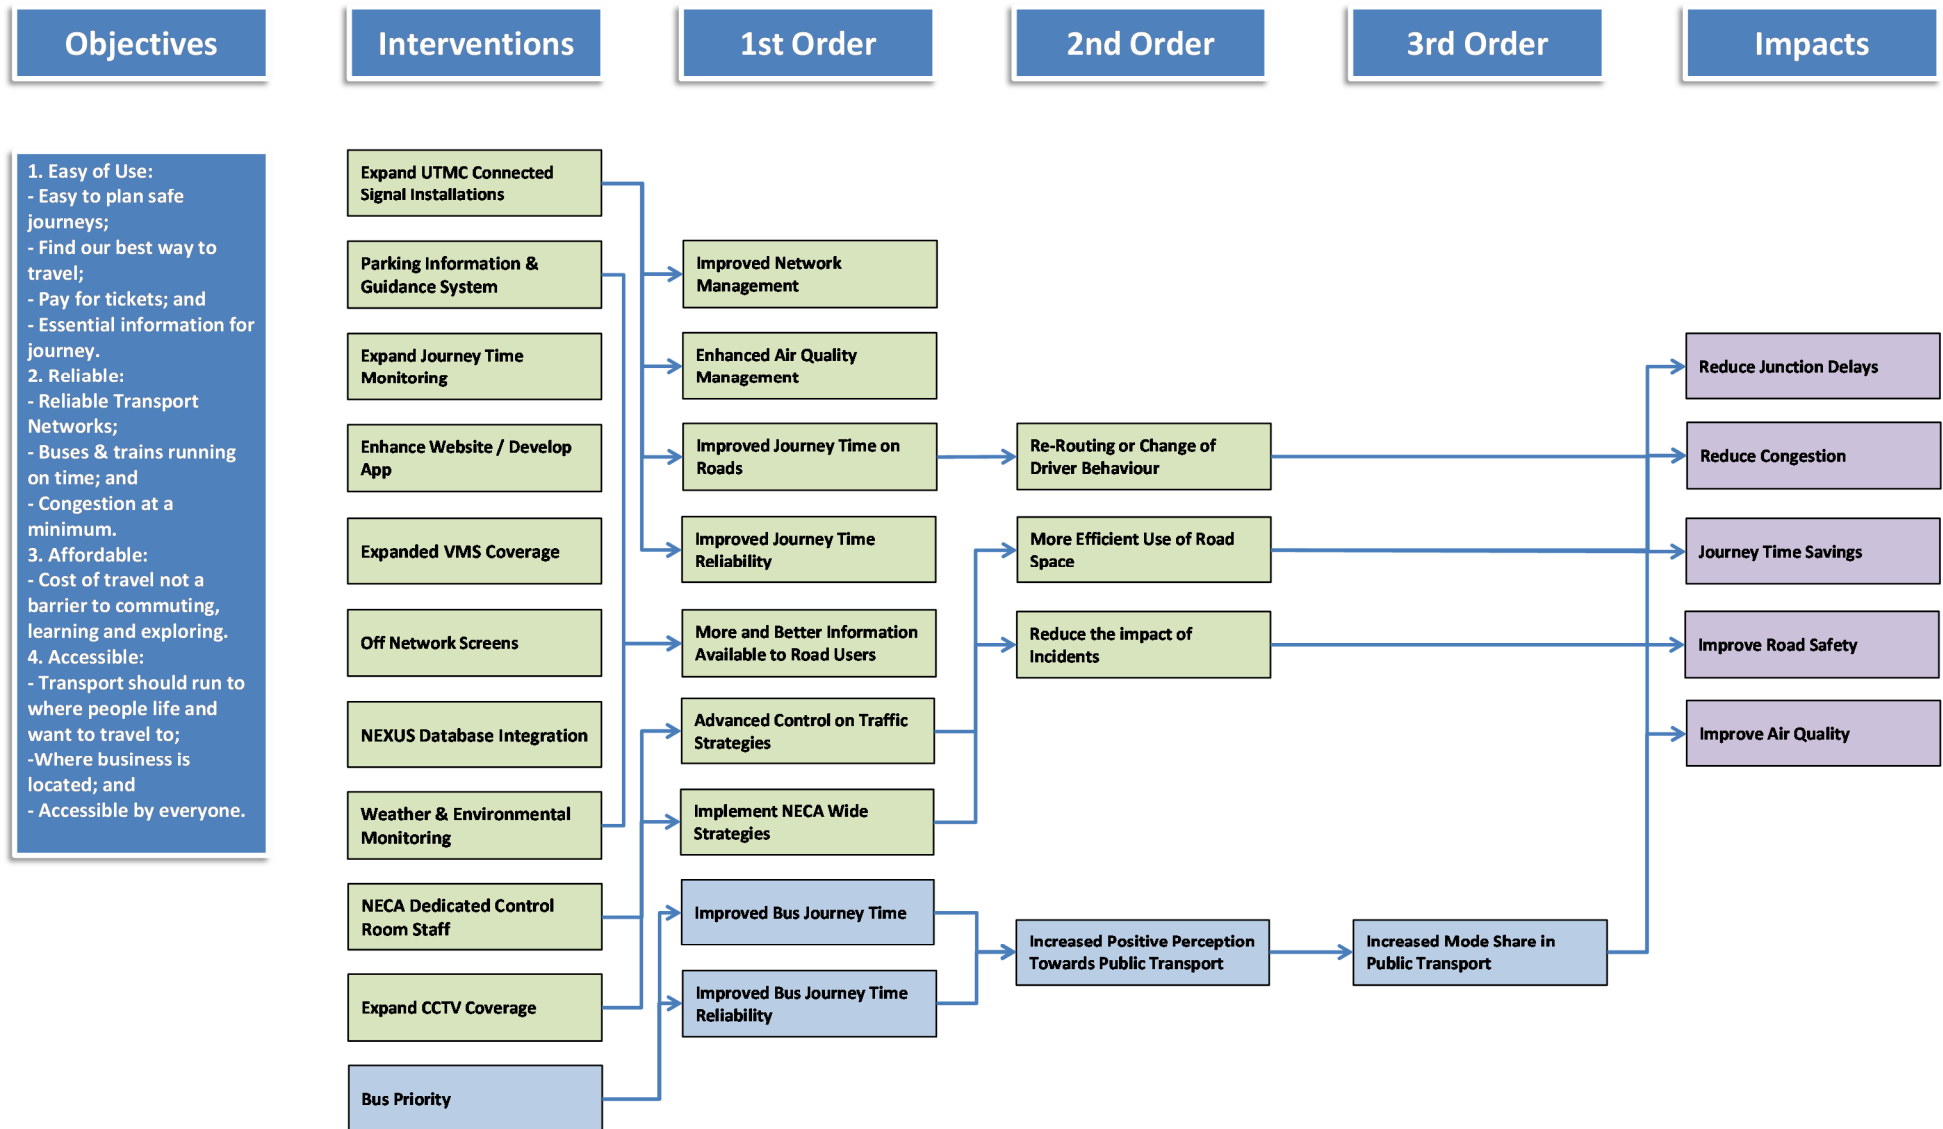 Objectives
Interventions
1st Order
2nd Order
3rd Order
Impacts
1. Easy of Use:
- Easy to plan safe
journeys;
- Find our best way to
travel;
- Pay for tickets; and
- Essential information for
journey.
2. Reliable:
- Reliable Transport
Networks;
- Buses & trains running
on time; and
- Congestion at a
minimum.
3. Affordable:
- Cost of travel not a
barrier to commuting,
learning and exploring.
4. Accessible:
- Transport should run to
where people life and
want to travel to;
-Where business is
located; and
- Accessible by everyone.
Expand UTMC Connected
Signal Installations
Parking Information &
Guidance System
Expand Journey Time
Monitoring
Enhance Website / Develop
App
Expanded VMS Coverage
Off Network Screens
NEXUS Database Integration
Weather & Environmental
Monitoring
NECA Dedicated Control
Room Staff
Expand CCTV Coverage
Bus Priority
Improved Network
Management
Enhanced Air Quality
Management
Improved Journey Time on
Roads
Improved Journey Time
Reliability
More and Better Information
Available to Road Users
Advanced Control on Traffic
Strategies
Implement NECA Wide
Strategies
Improved Bus Journey Time
Improved Bus Journey Time
Reliability
Re-Routing or Change of
Driver Behaviour
More Efficient Use of Road
Space
Reduce the impact of
Incidents
Increased Positive Perception
Towards Public Transport
Increased Mode Share in
Public Transport
Reduce Junction Delays
Reduce Congestion
Journey Time Savings
Improve Road Safety
Improve Air Quality